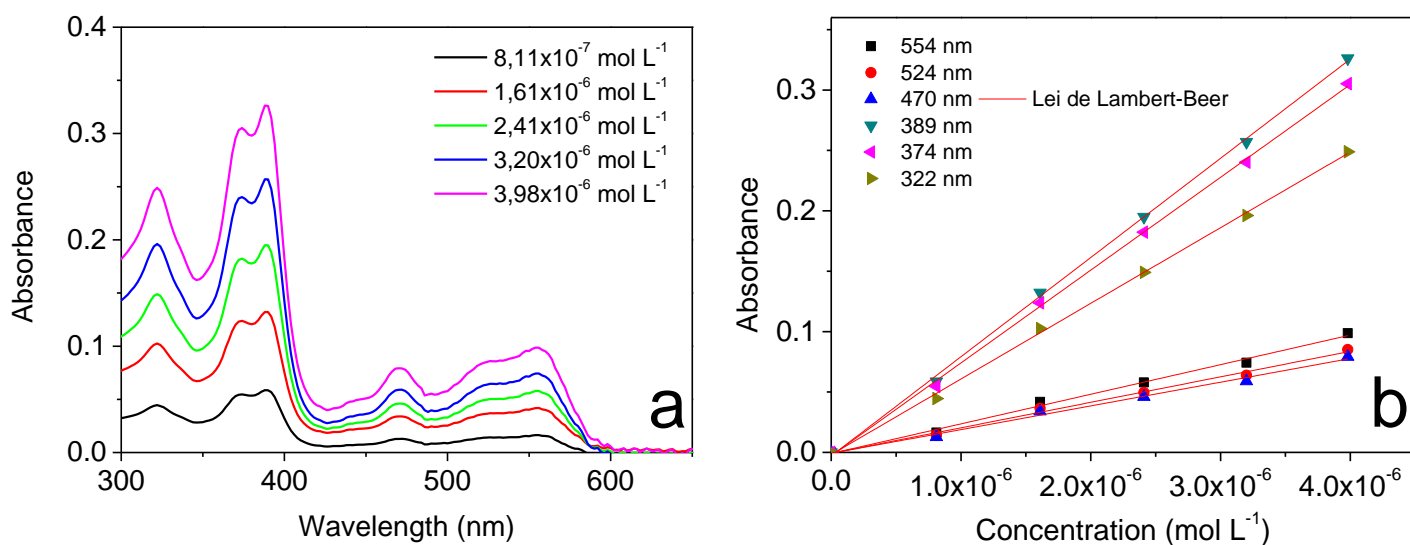 0.4
0.3
0.2
0.1
0.0
300
400
500
600
Absorbance
Wavelength (nm)
8,11x10⁻⁷ mol L⁻¹
1,61x10⁻⁶ mol L⁻¹
2,41x10⁻⁶ mol L⁻¹
3,20x10⁻⁶ mol L⁻¹
3,98x10⁻⁶ mol L⁻¹
a
0.3
0.2
0.1
0.0
0.0
1.0x10⁻⁶
2.0x10⁻⁶
3.0x10⁻⁶
4.0x10⁻⁶
Absorbance
Concentration (mol L⁻¹)
554 nm
524 nm
470 nm
389 nm
374 nm
322 nm
Lei de Lambert-Beer
b